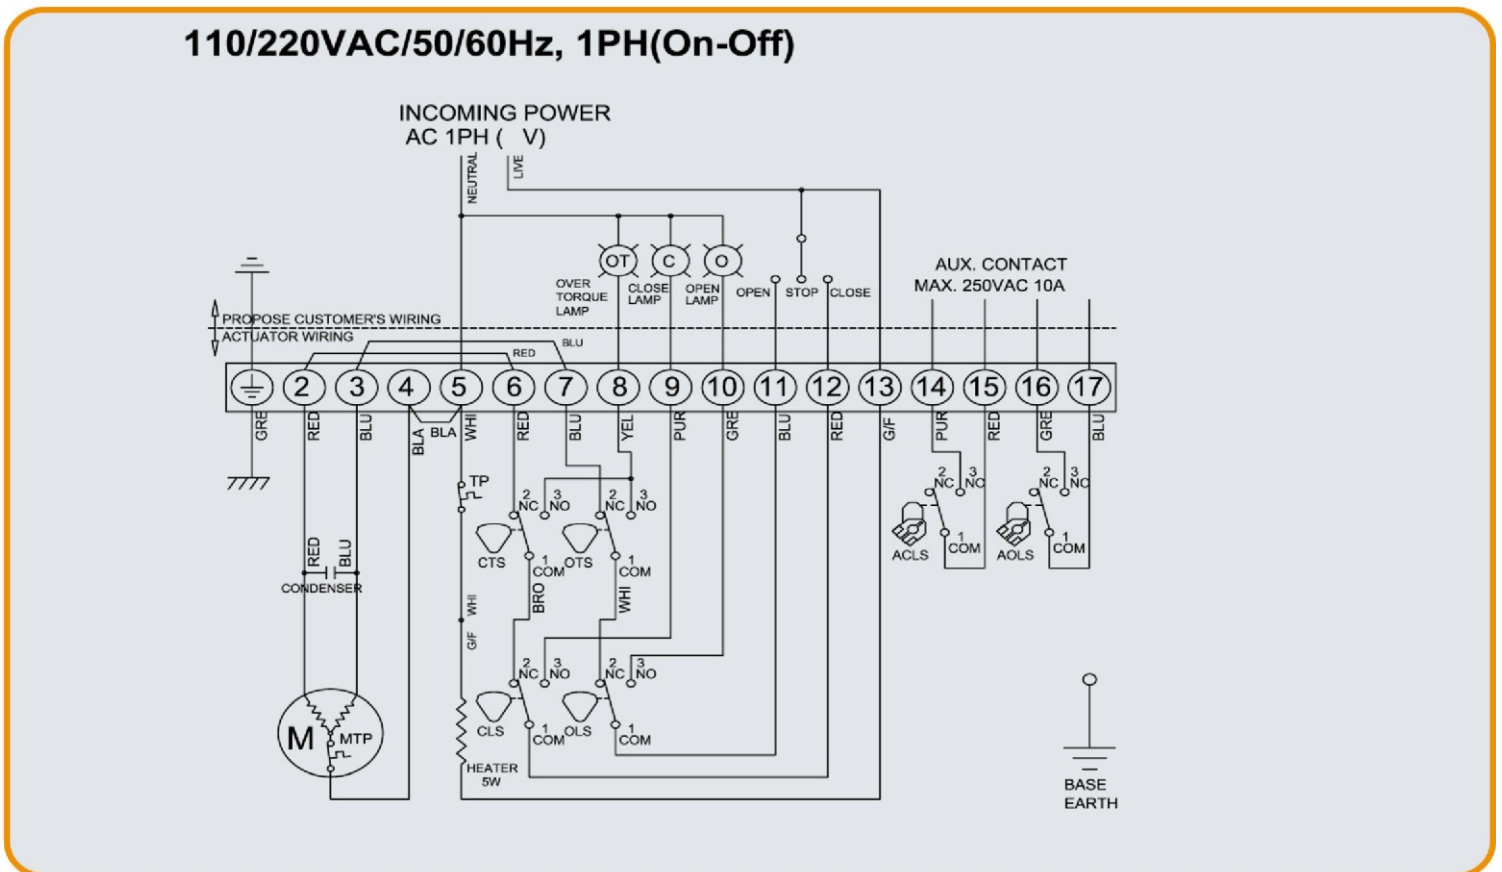 110/220VAC/50/60Hz, 1PH(On-Off)
INCOMING POWER
AC 1PH ( V)
NEUTRAL
LIVE
OT
C
O
OVER
TORQUE
LAMP
CLOSE
LAMP
OPEN
LAMP
OPEN
STOP
CLOSE
AUX. CONTACT
MAX. 250VAC 10A
PROPOSE CUSTOMER'S WIRING
ACTUATOR WIRING
RED
BLU
2 3 4 5 6 7 8 9 10 11 12 13 14 15 16 17
GRE
RED
BLU
BLA
BLA
WHI
RED
BLU
YEL
PUR
GRE
BLU
RED
G/F
PUR
RED
GRE
BLU
TP
2
NC
3
NO
2
NC
3
NO
2
NC
3
NC
2
NC
3
NC
CTS
1
COM
OTS
1
COM
ACLS
1
COM
AOLS
1
COM
RED
BLU
CONDENSER
WHI
G/F
BRO
WHI
2
NC
3
NO
2
NC
3
NO
CLS
1
COM
OLS
1
COM
M
MTP
HEATER
5W
BASE
EARTH